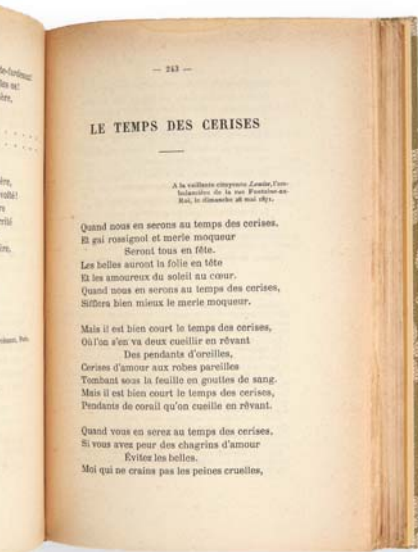 — 243 —
LE TEMPS DES CERISES
A la vaillante citoyenne Louise, l'am-
bulancière de la rue Fontaine-au-
Roi, le dimanche 28 mai 1871.
Quand nous en serons au temps des cerises,
Et gai rossignol et merle moqueur
Seront tous en fête.
Les belles auront la folie en tête
Et les amoureux du soleil au cœur.
Quand nous en serons au temps des cerises,
Sifflera bien mieux le merle moqueur.
Mais il est bien court le temps des cerises,
Où l'on s'en va deux cueillir en rêvant
Des pendants d'oreilles,
Cerises d'amour aux robes pareilles
Tombant sous la feuille en gouttes de sang.
Mais il est bien court le temps des cerises,
Pendants de corail qu'on cueille en rêvant.
Quand vous en serez au temps des cerises,
Si vous avez peur des chagrins d'amour
Évitez les belles.
Moi qui ne crains pas les peines cruelles,